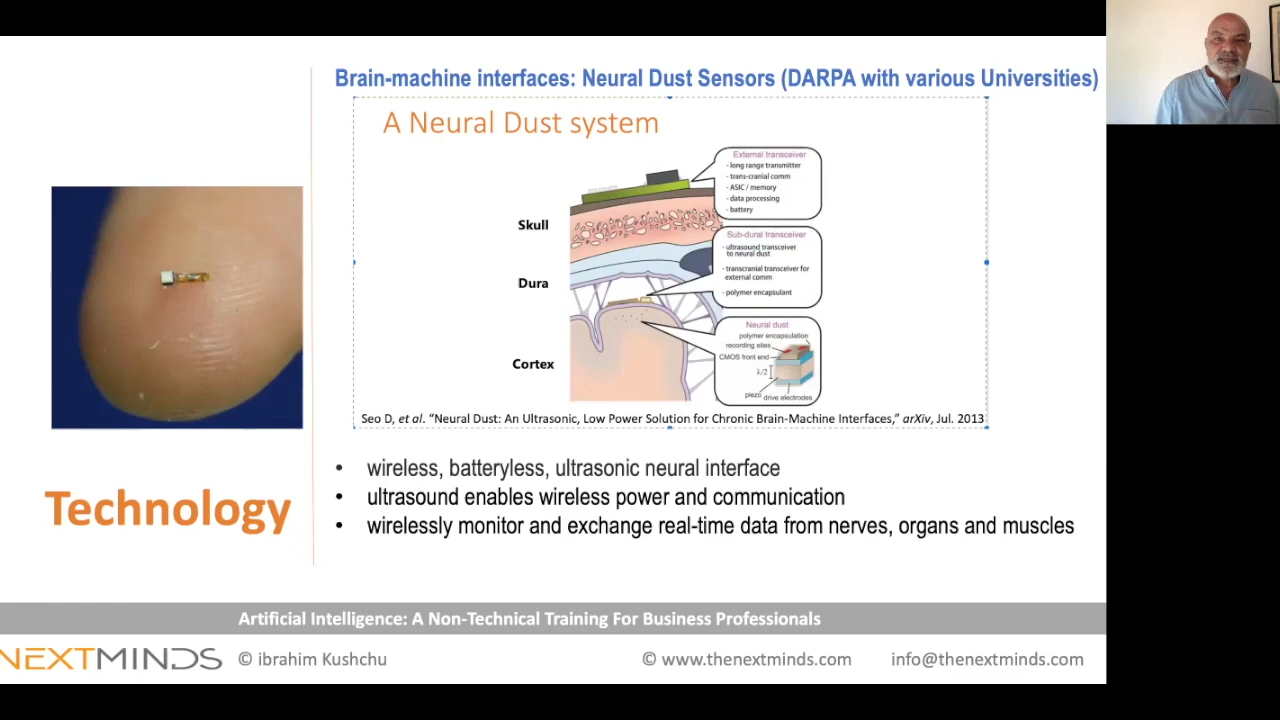 Brain-machine interfaces: Neural Dust Sensors (DARPA with various Universities)
A Neural Dust system
External transceiver
- long range transmitter
- trans-cranial comm
- ASIC / memory
- data processing
- battery
Skull
Sub-dural transceiver
- ultrasound transceiver
to neural dust
- transcranial transceiver for
external comm
- polymer encapsulant
Dura
Neural dust
polymer encapsulation
recording sites
CMOS front end
λ/2
piezo
drive electrodes
Cortex
Seo D, et al. “Neural Dust: An Ultrasonic, Low Power Solution for Chronic Brain-Machine Interfaces,” arXiv, Jul. 2013
• wireless, batteryless, ultrasonic neural interface
• ultrasound enables wireless power and communication
• wirelessly monitor and exchange real-time data from nerves, organs and muscles
Technology
Artificial Intelligence: A Non-Technical Training For Business Professionals
NEXTMINDS © ibrahim Kushchu © www.thenextminds.com info@thenextminds.com